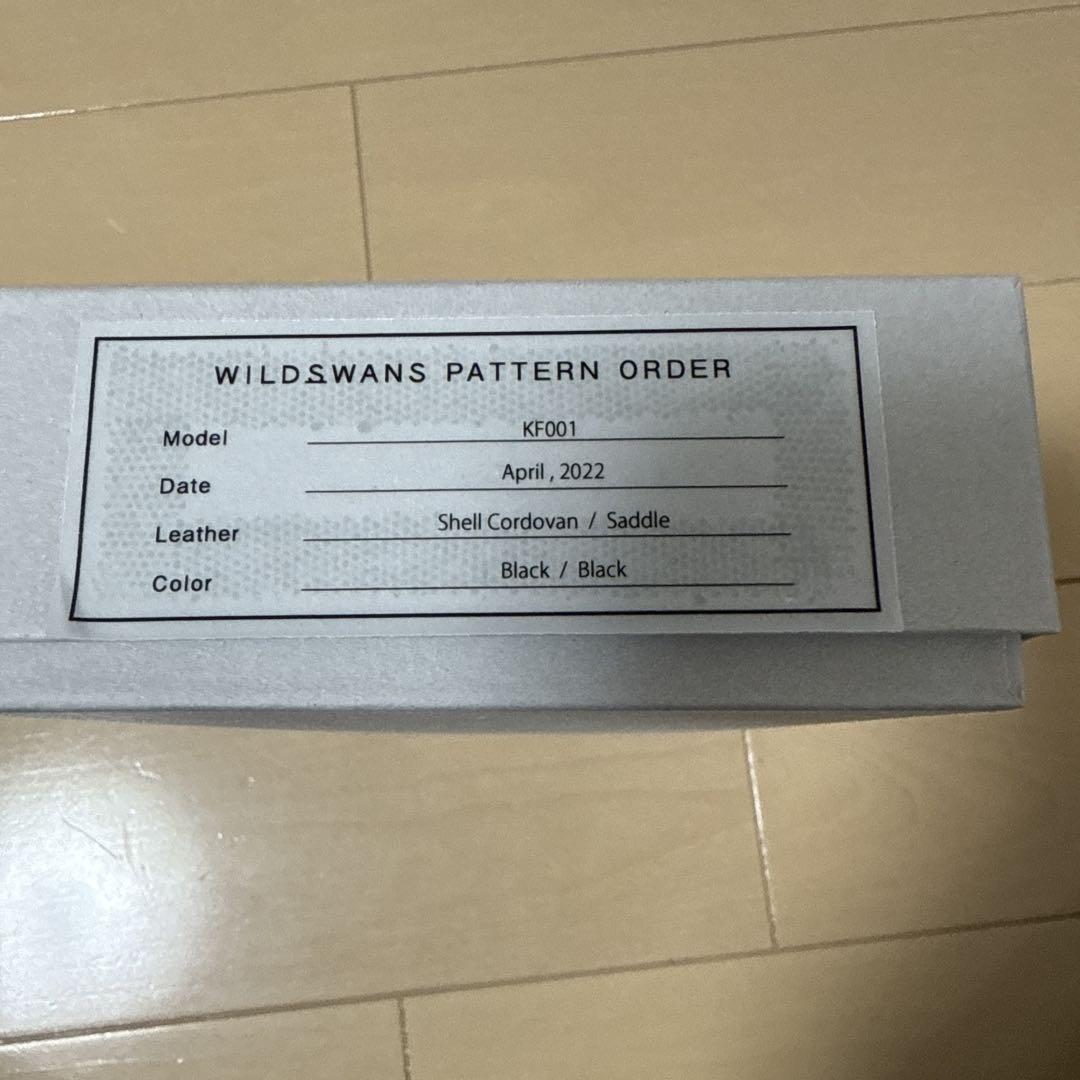 WILDSWANS PATTERN ORDER
Model KF001
Date April , 2022
Leather Shell Cordovan / Saddle
Color Black / Black